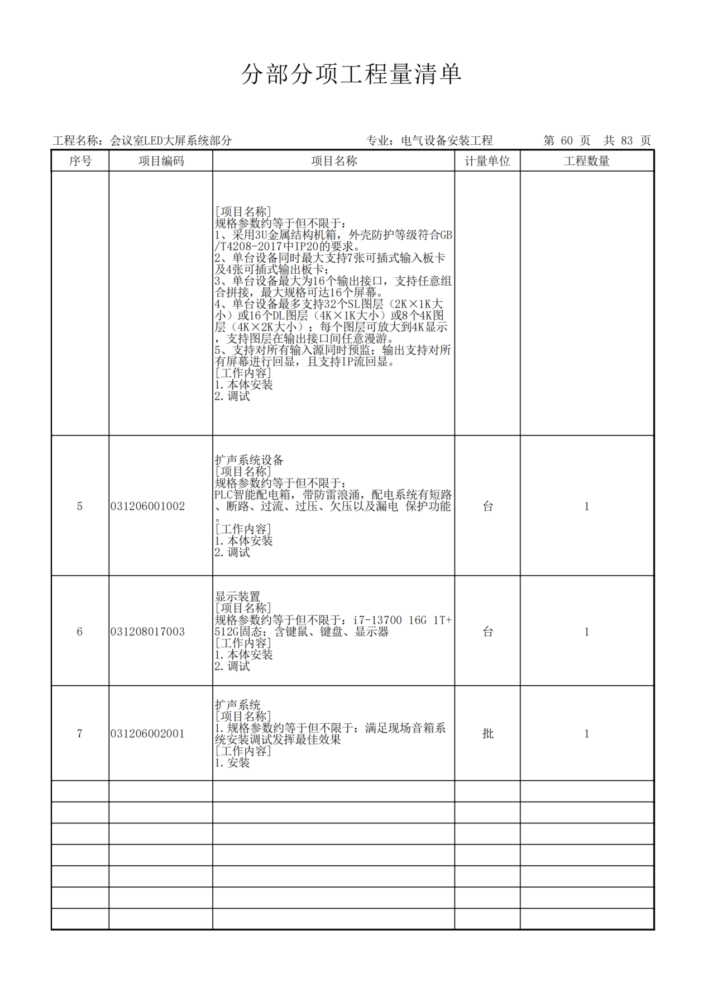 分部分项工程量清单
工程名称：会议室LED大屏系统部分 专业：电气设备安装工程 第 60 页 共 83 页
序号 项目编码 项目名称 计量单位 工程数量
[项目名称]
规格参数约等于但不限于：
1、采用3U金属结构机箱，外壳防护等级符合GB
/T4208-2017中IP20的要求。
2、单台设备同时最大支持7张可插式输入板卡
及4张可插式输出板卡；
3、单台设备最大为16个输出接口，支持任意组
合拼接，最大规格可达16个屏幕。
4、单台设备最多支持32个SL图层（2K×1K大
小）或16个DL图层（4K×1K大小）或8个4K图
层（4K×2K大小）；每个图层可放大到4K显示
，支持图层在输出接口间任意漫游。
5、支持对所有输入源同时预监；输出支持对所
有屏幕进行回显，且支持IP流回显。
[工作内容]
1.本体安装
2.调试
扩声系统设备
[项目名称]
规格参数约等于但不限于：
PLC智能配电箱，带防雷浪涌，配电系统有短路
5 031206001002 、断路、过流、过压、欠压以及漏电 保护功能 台 1
。
[工作内容]
1.本体安装
2.调试
显示装置
[项目名称]
规格参数约等于但不限于：i7-13700 16G 1T+
6 031208017003 512G固态；含键鼠、键盘、显示器 台 1
[工作内容]
1.本体安装
2.调试
扩声系统
[项目名称]
7 031206002001 1.规格参数约等于但不限于：满足现场音箱系 批 1
统安装调试发挥最佳效果
[工作内容]
1.安装